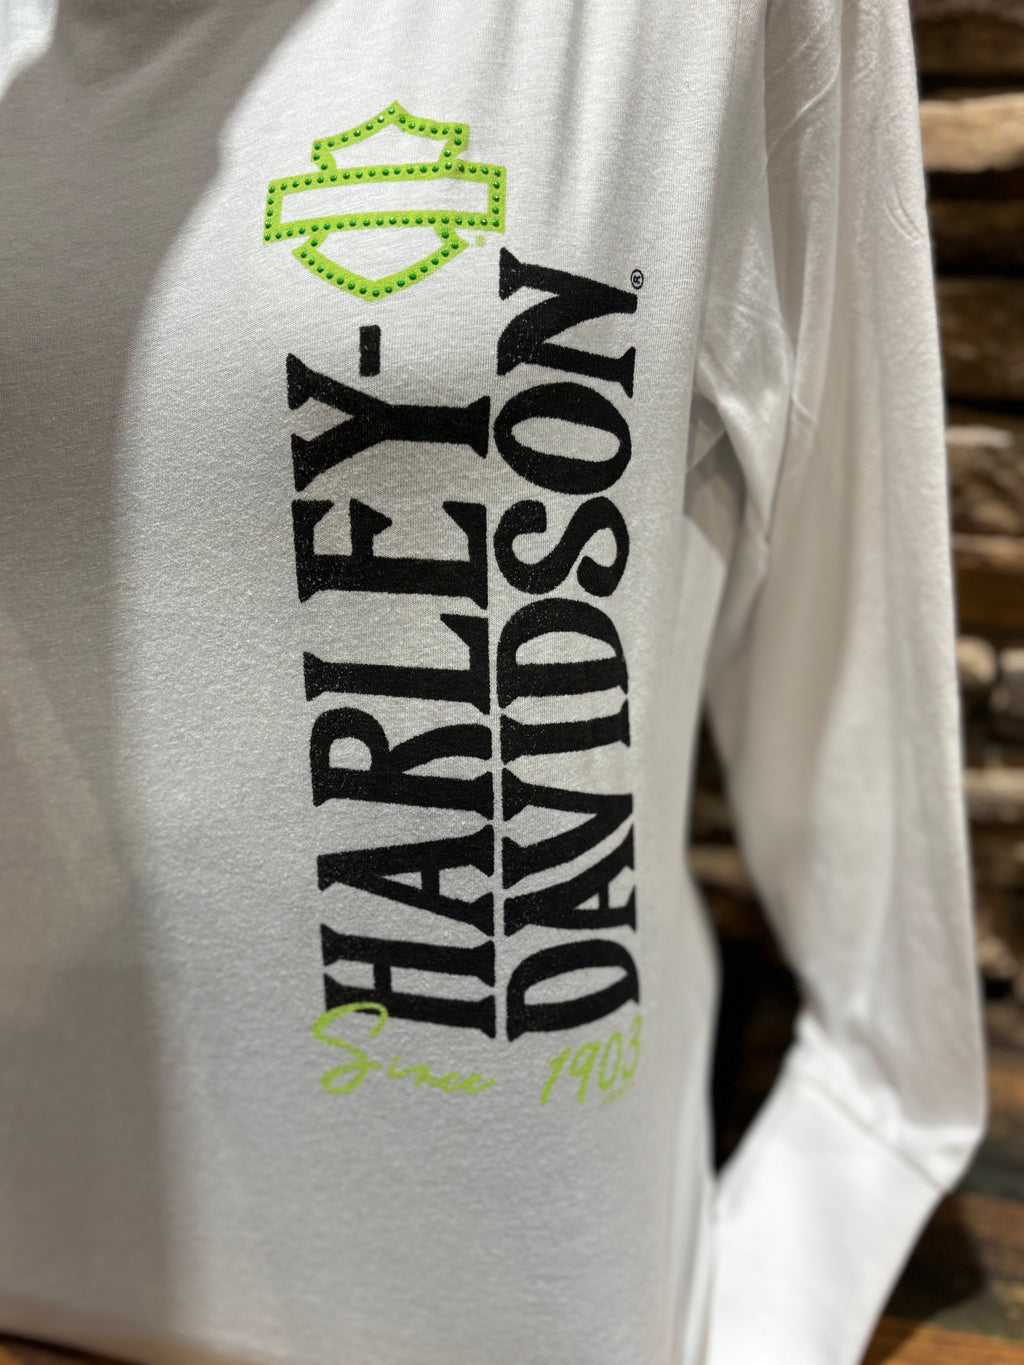 HARLEY-
DAVIDSON®
Since 1903